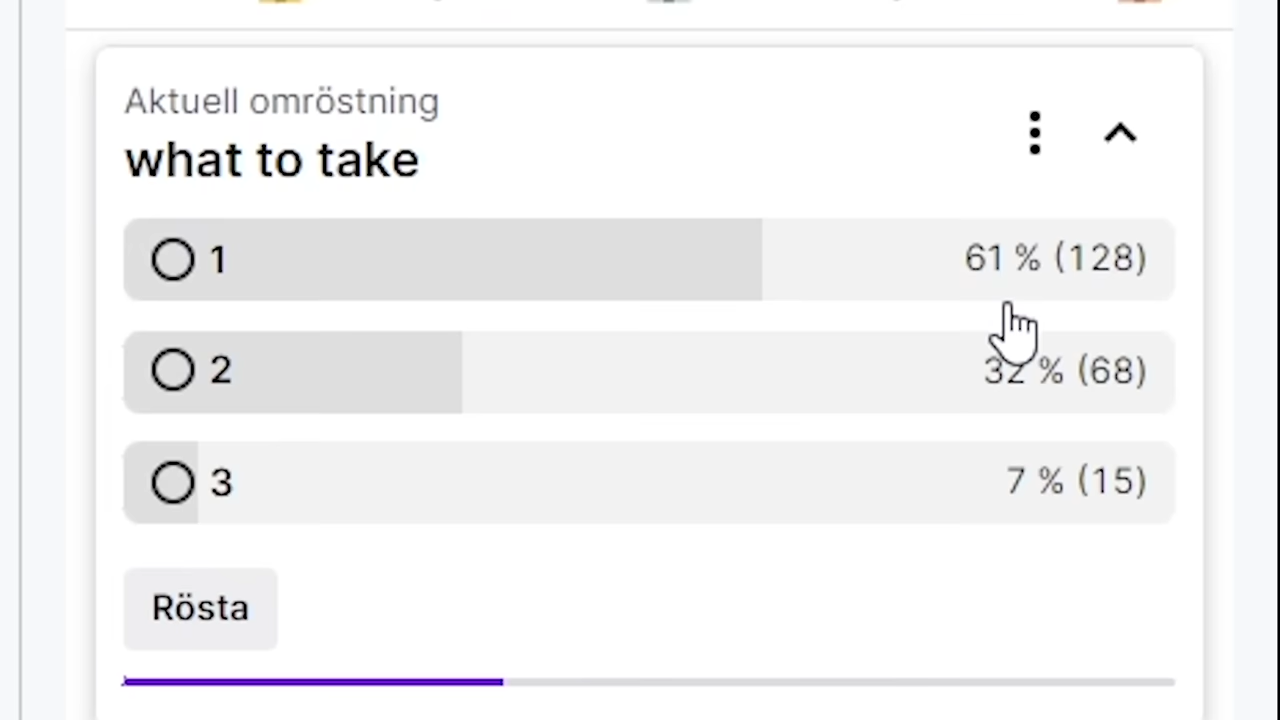 Aktuell omröstning
what to take
1 61 % (128)
2 32 % (68)
3 7 % (15)
Rösta